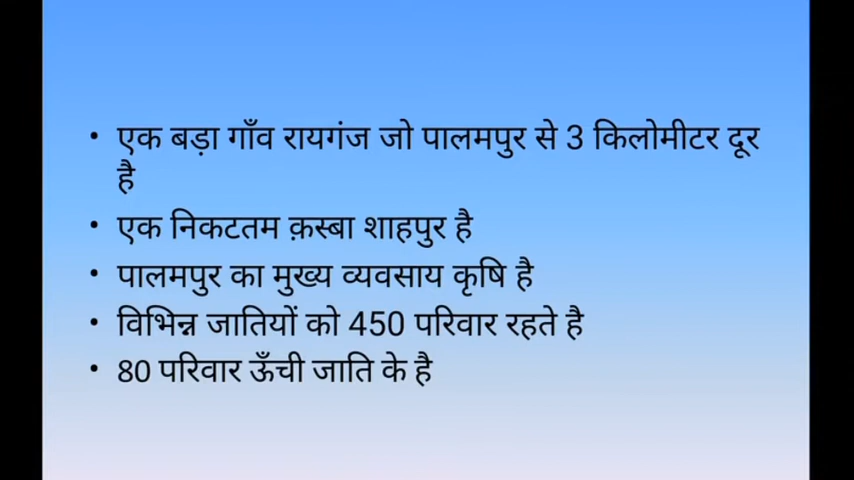 • एक बड़ा गाँव रायगंज जो पालमपुर से 3 किलोमीटर दूर
है
• एक निकटतम क़स्बा शाहपुर है
• पालमपुर का मुख्य व्यवसाय कृषि है
• विभिन्न जातियों को 450 परिवार रहते है
• 80 परिवार ऊँची जाति के है